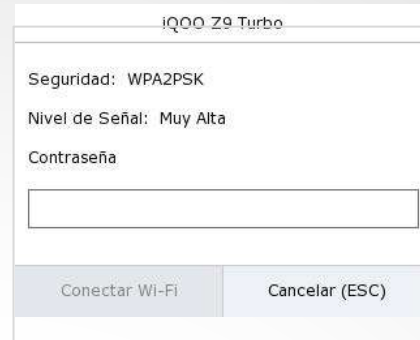 iQOO Z9 Turbo
Seguridad: WPA2PSK
Nivel de Señal: Muy Alta
Contraseña
Conectar Wi-Fi
Cancelar (ESC)